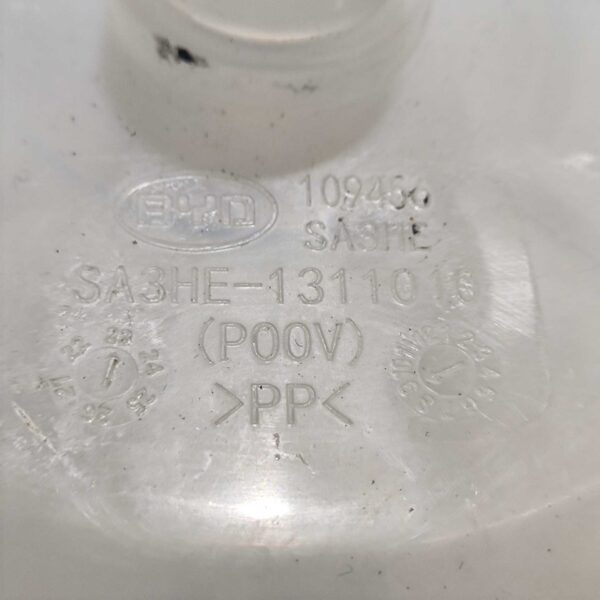 BYD
109456
SA3HE
SA3HE-1311016
(P00V)
>PP<